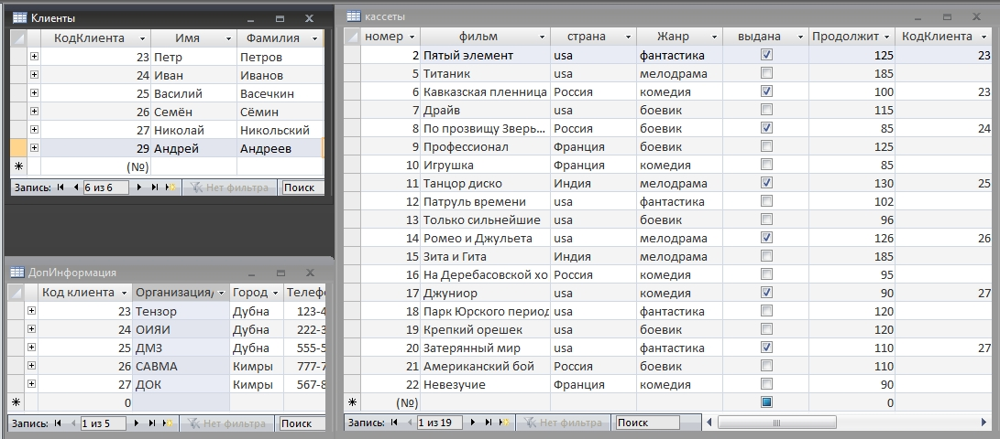 Клиенты
КодКлиента Имя Фамилия
23 Петр Петров
24 Иван Иванов
25 Василий Васечкин
26 Семён Сёмин
27 Николай Никольский
29 Андрей Андреев
(№)
Запись: 6 из 6 Нет фильтра Поиск
ДопИнформация
Код клиента Организация Город Телеф
23 Тензор Дубна 123-4
24 ОИЯИ Дубна 222-3
25 ДМЗ Дубна 555-5
26 САВМА Кимры 777-7
27 ДОК Кимры 567-8
0
Запись: 1 из 5 Нет фильтра Поиск
кассеты
номер фильм страна Жанр выдана Продолжит КодКлиента
2 Пятый элемент usa фантастика 125 23
5 Титаник usa мелодрама 185
6 Кавказская пленница Россия комедия 100 23
7 Драйв usa боевик 115
8 По прозвищу Зверь... Россия боевик 85 24
9 Профессионал Франция боевик 125
10 Игрушка Франция комедия 85
11 Танцор диско Индия мелодрама 130 25
12 Патруль времени usa фантастика 102
13 Только сильнейшие usa боевик 96
14 Ромео и Джульета usa мелодрама 126 26
15 Зита и Гита Индия мелодрама 185
16 На Дерибасовской хо Россия комедия 95
17 Джуниор usa комедия 90 27
18 Парк Юрского период usa фантастика 120
19 Крепкий орешек usa боевик 120
20 Затерянный мир usa фантастика 110 27
21 Американский бой Россия боевик 110
22 Невезучие Франция комедия 90
(№) 0
Запись: 1 из 19 Нет фильтра Поиск